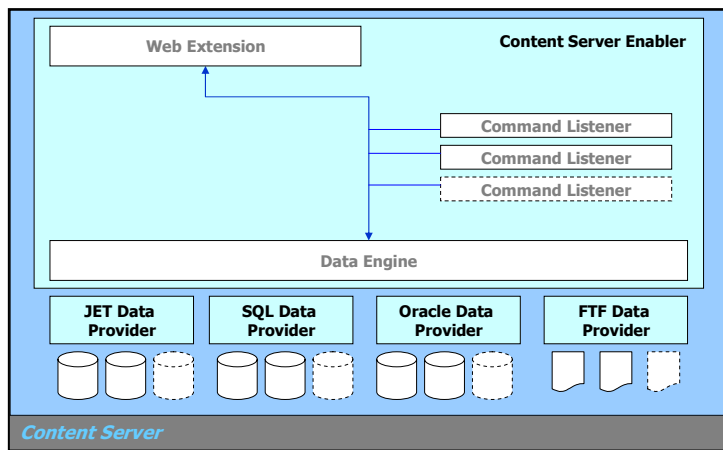 Web Extension
Content Server Enabler
Command Listener
Command Listener
Command Listener
Data Engine
JET Data
Provider
SQL Data
Provider
Oracle Data
Provider
FTF Data
Provider
Content Server